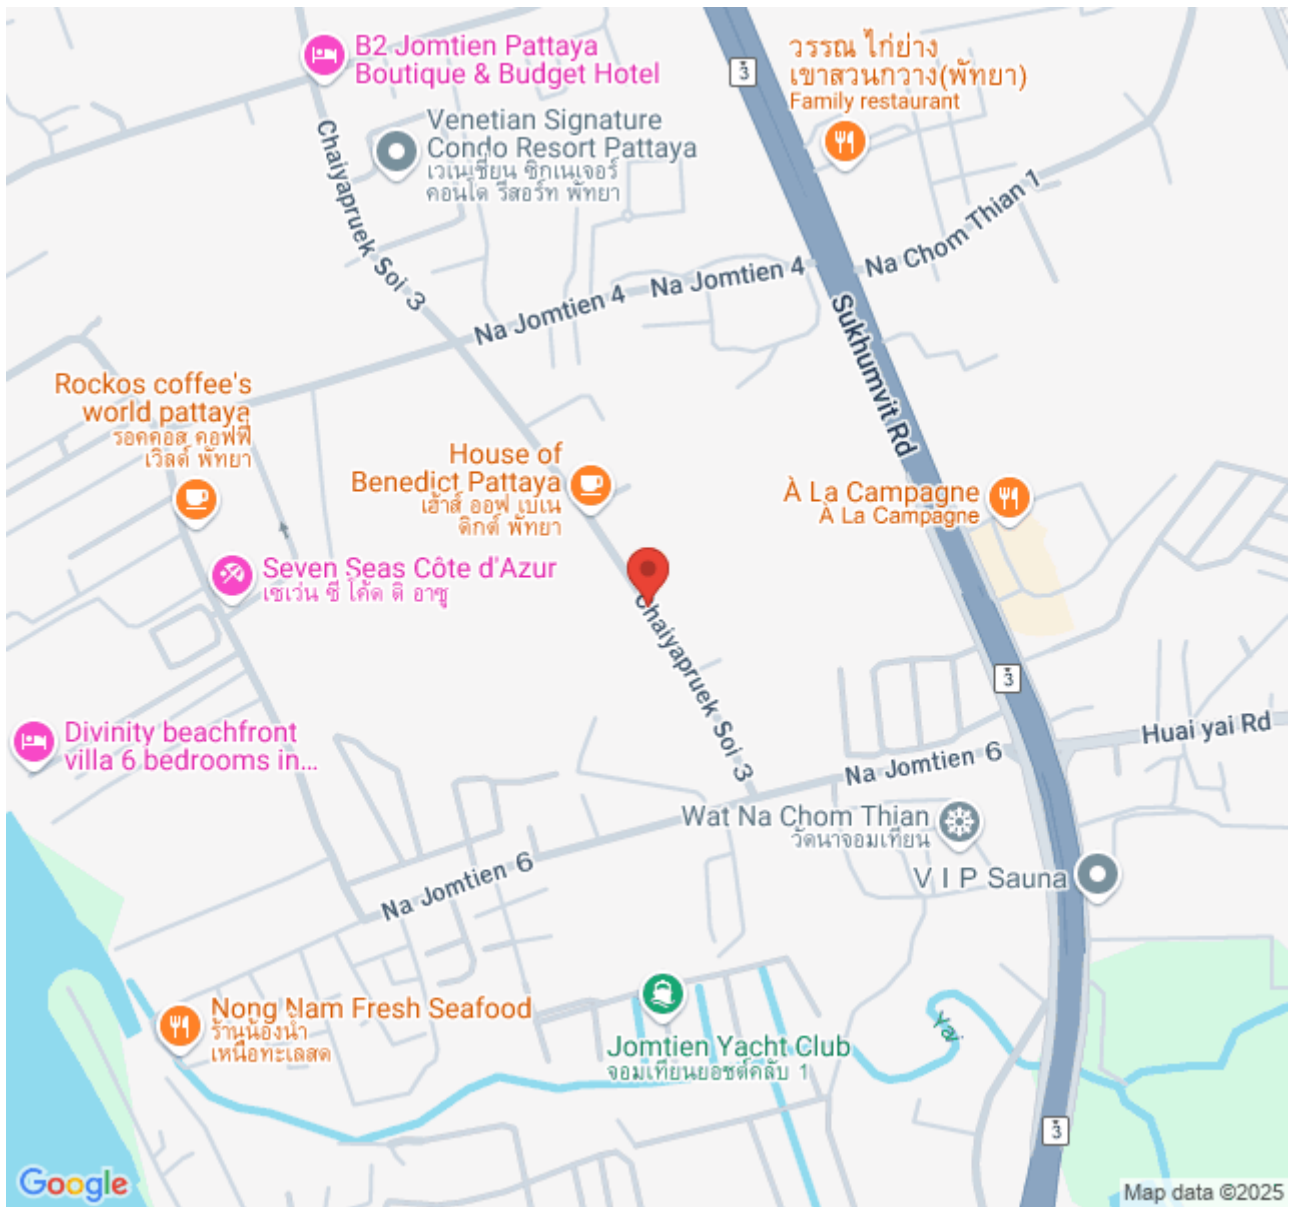 B2 Jomtien Pattaya
Boutique & Budget Hotel
3
วรรณ ไก่ย่าง
เขาสวนกวาง(พัทยา)
Family restaurant
Venetian Signature
Condo Resort Pattaya
เวเนเชี่ยน ซิกเนเจอร์
คอนโด รีสอร์ท พัทยา
Chaiyapruek Soi 3
Na Chom Thian 1
Na Jomtien 4
Na Jomtien 4
Sukhumvit Rd
Rockos coffee's
world pattaya
รอคคอส คอฟฟี่
เวิลด์ พัทยา
House of
Benedict Pattaya
เฮ้าส์ ออฟ เบเน
ดิกต์ พัทยา
À La Campagne
À La Campagne
Seven Seas Côte d'Azur
เซเว่น ซี โค้ด ดิ อาซู
Chaiyapruek Soi 3
3
Divinity beachfront
villa 6 bedrooms in...
Huai yai Rd
Na Jomtien 6
Wat Na Chom Thian
วัดนาจอมเทียน
V I P Sauna
Na Jomtien 6
Nong Nam Fresh Seafood
ร้านน้องน้ำ
เหนือทะเลสด
Jomtien Yacht Club
จอมเทียนยอชต์คลับ 1
Yai
3
Google
Map data ©2025